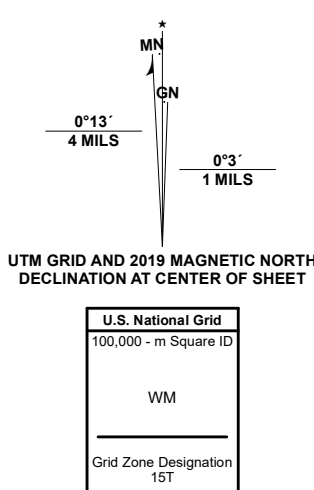 ★
MN
GN
0°13´
4 MILS
0°3´
1 MILS
UTM GRID AND 2019 MAGNETIC NORTH
DECLINATION AT CENTER OF SHEET
U.S. National Grid
100,000 - m Square ID
WM
Grid Zone Designation
15T